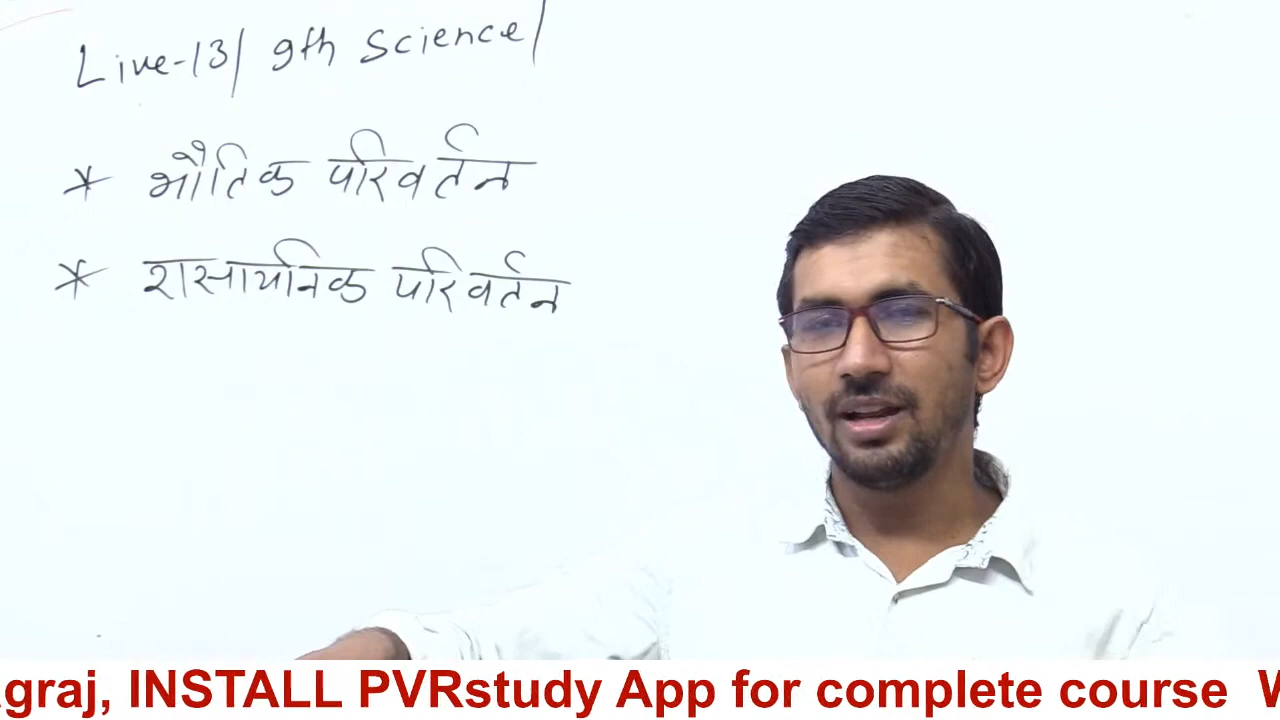 Live-13/ 9th Science/
* भौतिक परिवर्तन
* रासायनिक परिवर्तन
graj, INSTALL PVRstudy App for complete course W